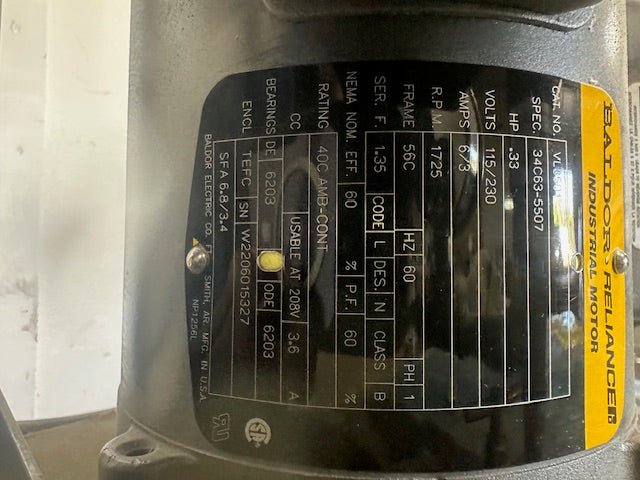 BALDOR · RELIANCE
INDUSTRIAL MOTOR
CAT. NO.
SPEC. 34C63-5507
HP .33
VOLTS 115/230
AMPS 6/3
R.P.M. 1725
FRAME 56C HZ 60 PH 1
SER. F. 1.35 CODE L DES. N CLASS B
NEMA NOM. EFF. 60 % P.F. 60 %
RATING 40C AMB-CONT
CC USABLE AT 208V 3.6 A
BEARINGS DE 6203 ODE 6203
ENCL TEFC SN W2206015327
SFA 6.8/3.4
BALDOR ELECTRIC CO. SMITH, AR. MFG. IN U.S.A.
NP1256L